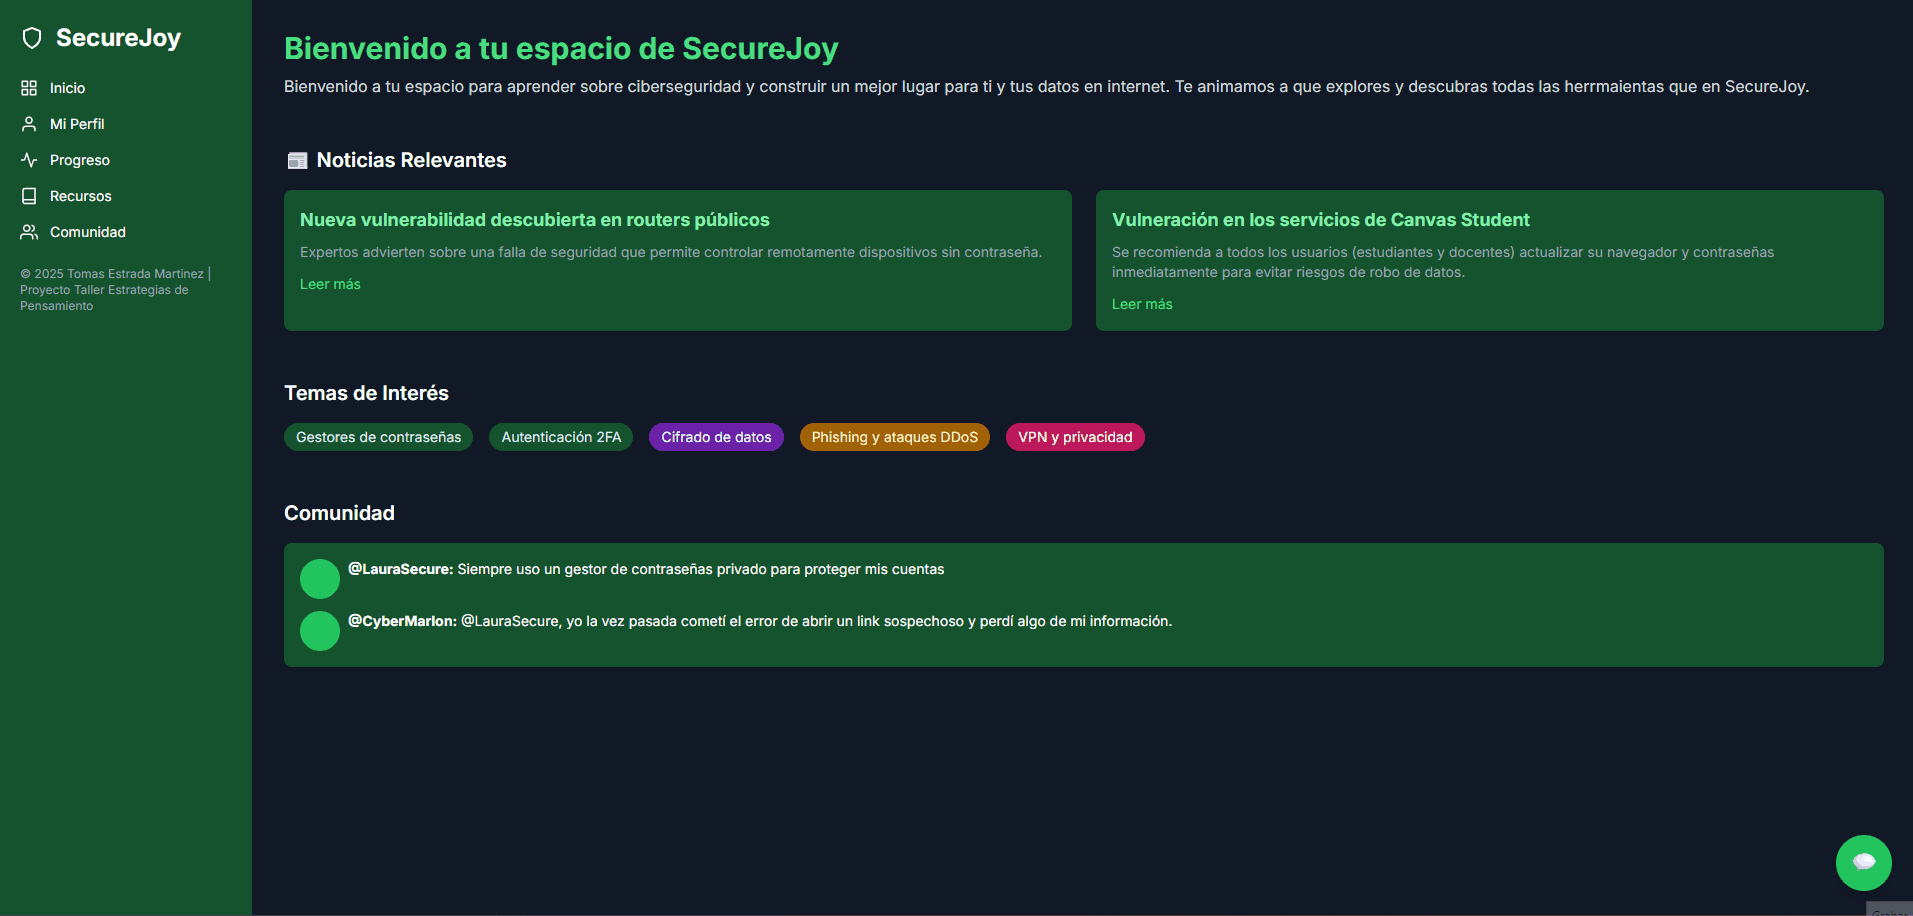 SecureJoy
Inicio
Mi Perfil
Progreso
Recursos
Comunidad
© 2025 Tomas Estrada Martinez |
Proyecto Taller Estrategias de
Pensamiento
Bienvenido a tu espacio de SecureJoy
Bienvenido a tu espacio para aprender sobre ciberseguridad y construir un mejor lugar para ti y tus datos en internet. Te animamos a que explores y descubras todas las herrmaientas que en SecureJoy.
Noticias Relevantes
Nueva vulnerabilidad descubierta en routers públicos
Expertos advierten sobre una falla de seguridad que permite controlar remotamente dispositivos sin contraseña.
Leer más
Vulneración en los servicios de Canvas Student
Se recomienda a todos los usuarios (estudiantes y docentes) actualizar su navegador y contraseñas
inmediatamente para evitar riesgos de robo de datos.
Leer más
Temas de Interés
Gestores de contraseñas
Autenticación 2FA
Cifrado de datos
Phishing y ataques DDoS
VPN y privacidad
Comunidad
@LauraSecure: Siempre uso un gestor de contraseñas privado para proteger mis cuentas
@CyberMarlon: @LauraSecure, yo la vez pasada cometí el error de abrir un link sospechoso y perdí algo de mi información.